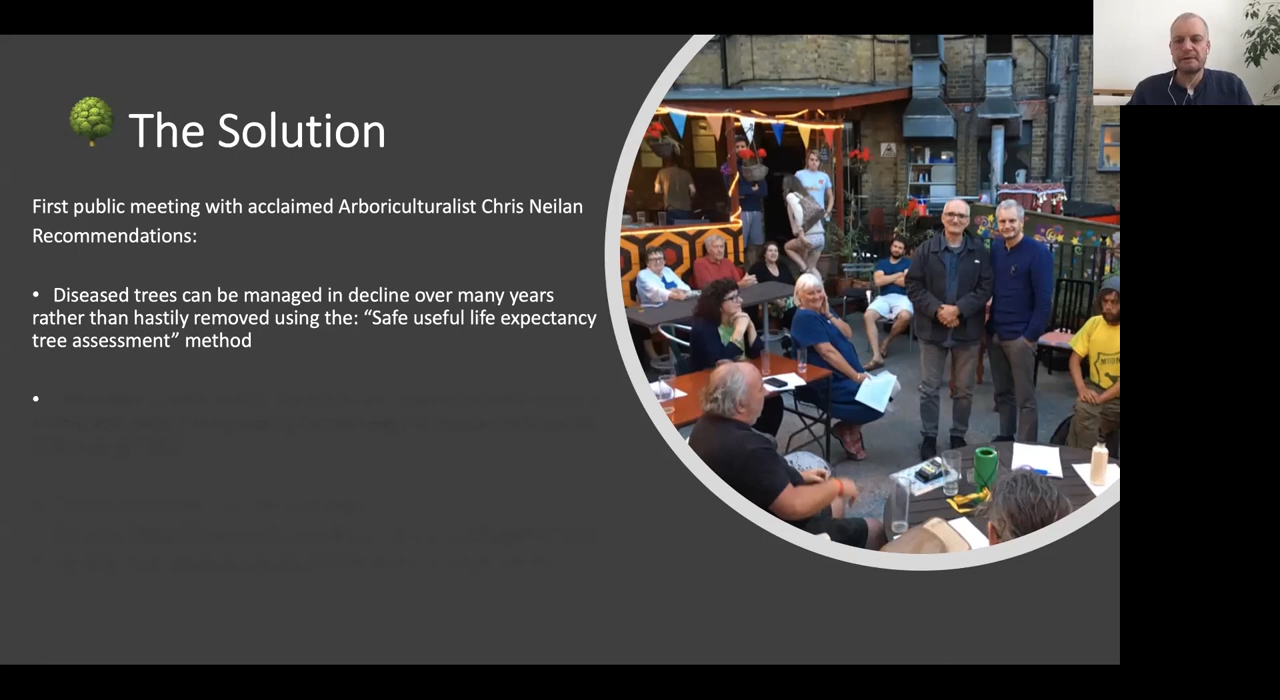 The Solution
First public meeting with acclaimed Arboriculturalist Chris Neilan
Recommendations:
• Diseased trees can be managed in decline over many years
rather than hastily removed using the: “Safe useful life expectancy
tree assessment” method
•